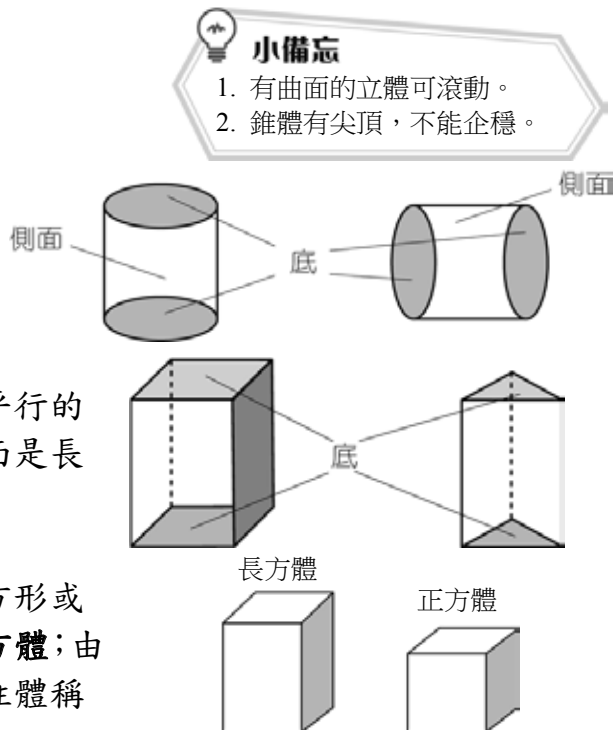 小備忘
1. 有曲面的立體可滾動。
2. 錐體有尖頂，不能企穩。
側面
側面
底
平行的
面是長
底
長方體
正方體
方形或
方體；由
柱體稱